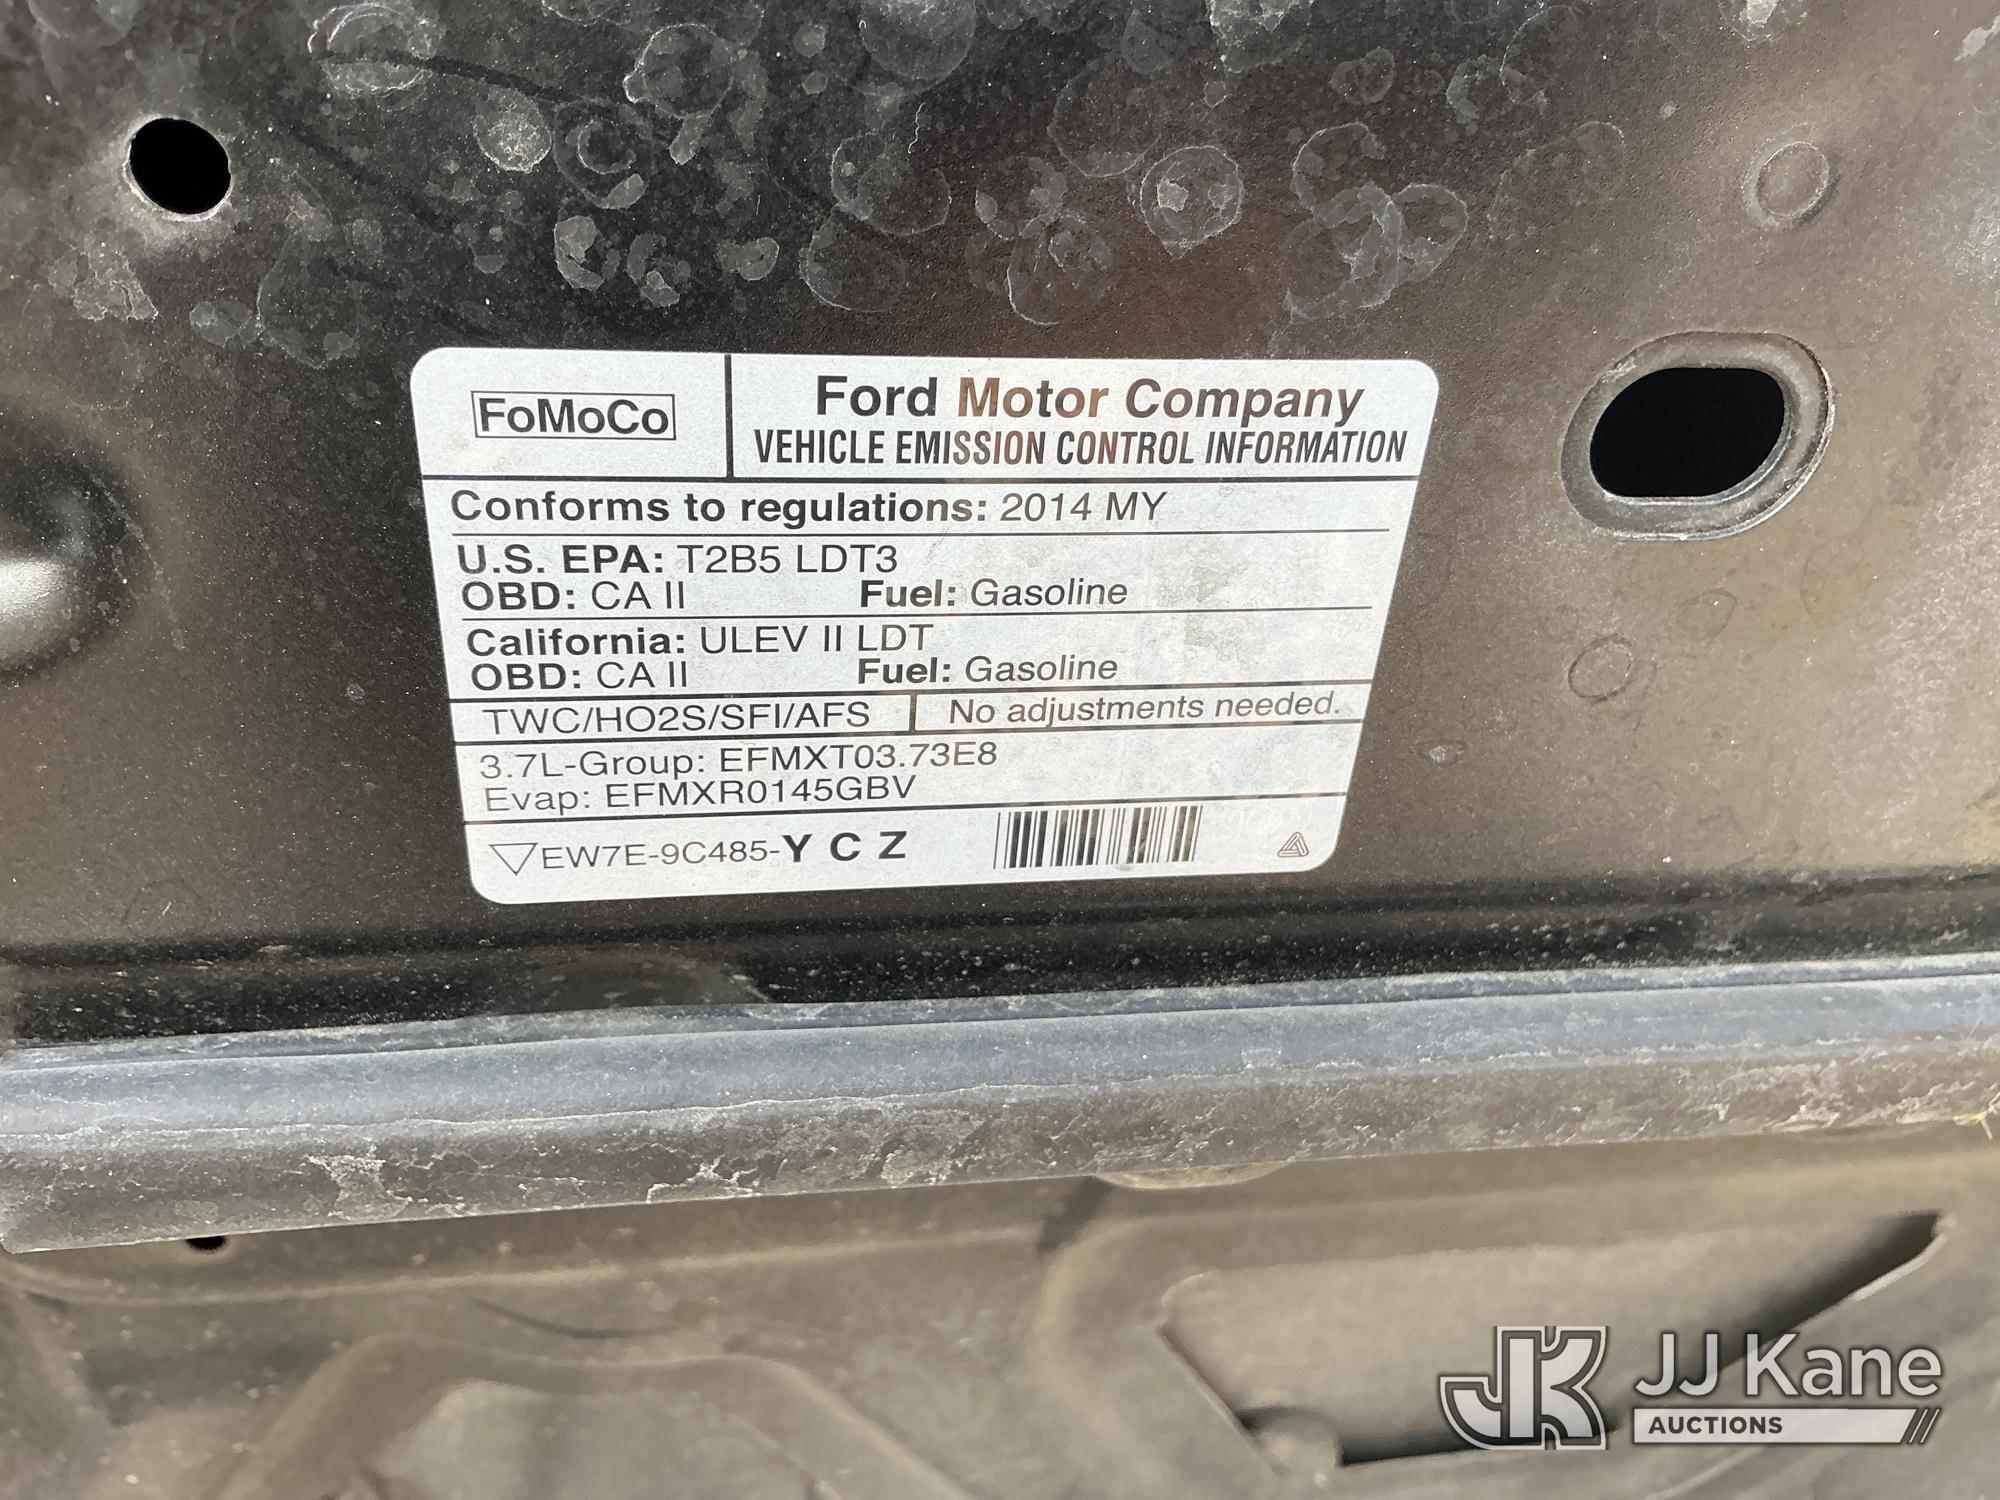 FoMoCo
Ford Motor Company
VEHICLE EMISSION CONTROL INFORMATION
Conforms to regulations: 2014 MY
U.S. EPA: T2B5 LDT3
OBD: CA II Fuel: Gasoline
California: ULEV II LDT
OBD: CA II Fuel: Gasoline
TWC/HO2S/SFI/AFS No adjustments needed.
3.7L-Group: EFMXT03.73E8
Evap: EFMXR0145GBV
EW7E-9C485-Y C Z
JK JJ Kane
AUCTIONS